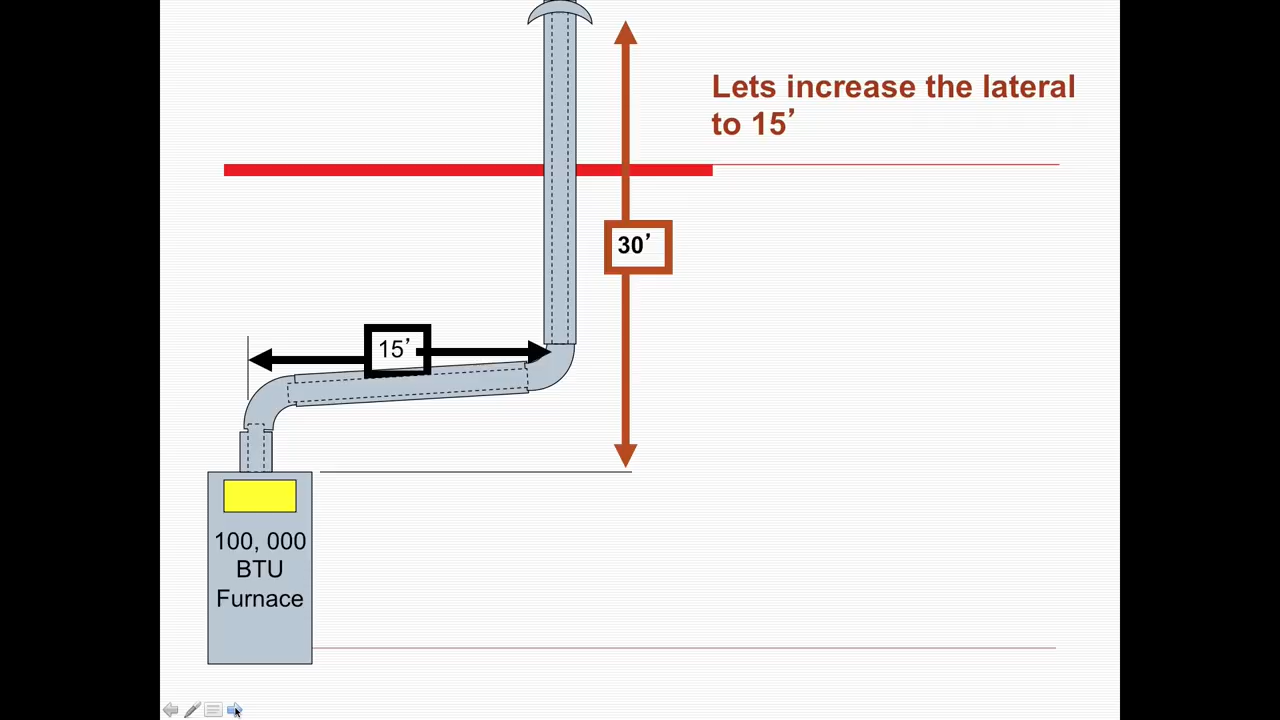 Lets increase the lateral
to 15’
30’
15’
100, 000
BTU
Furnace